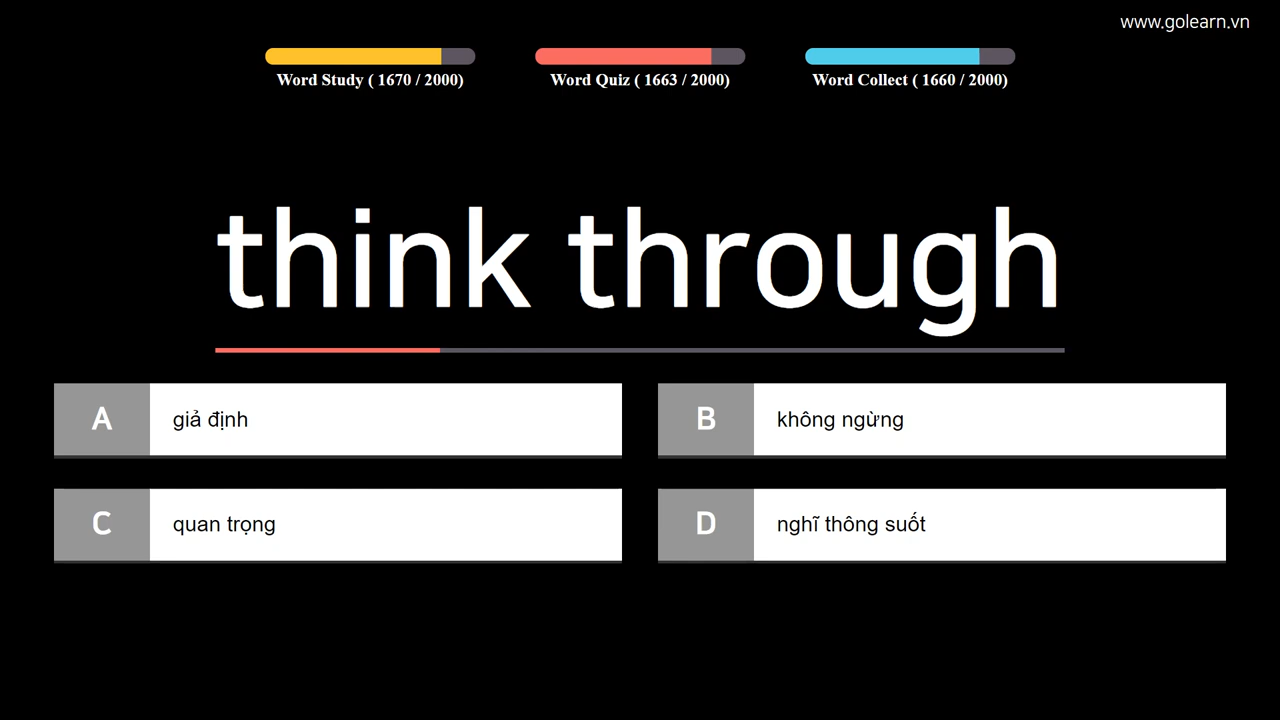 www.golearn.vn
Word Study ( 1670 / 2000)
Word Quiz ( 1663 / 2000)
Word Collect ( 1660 / 2000)
think through
A giả định
B không ngừng
C quan trọng
D nghĩ thông suốt